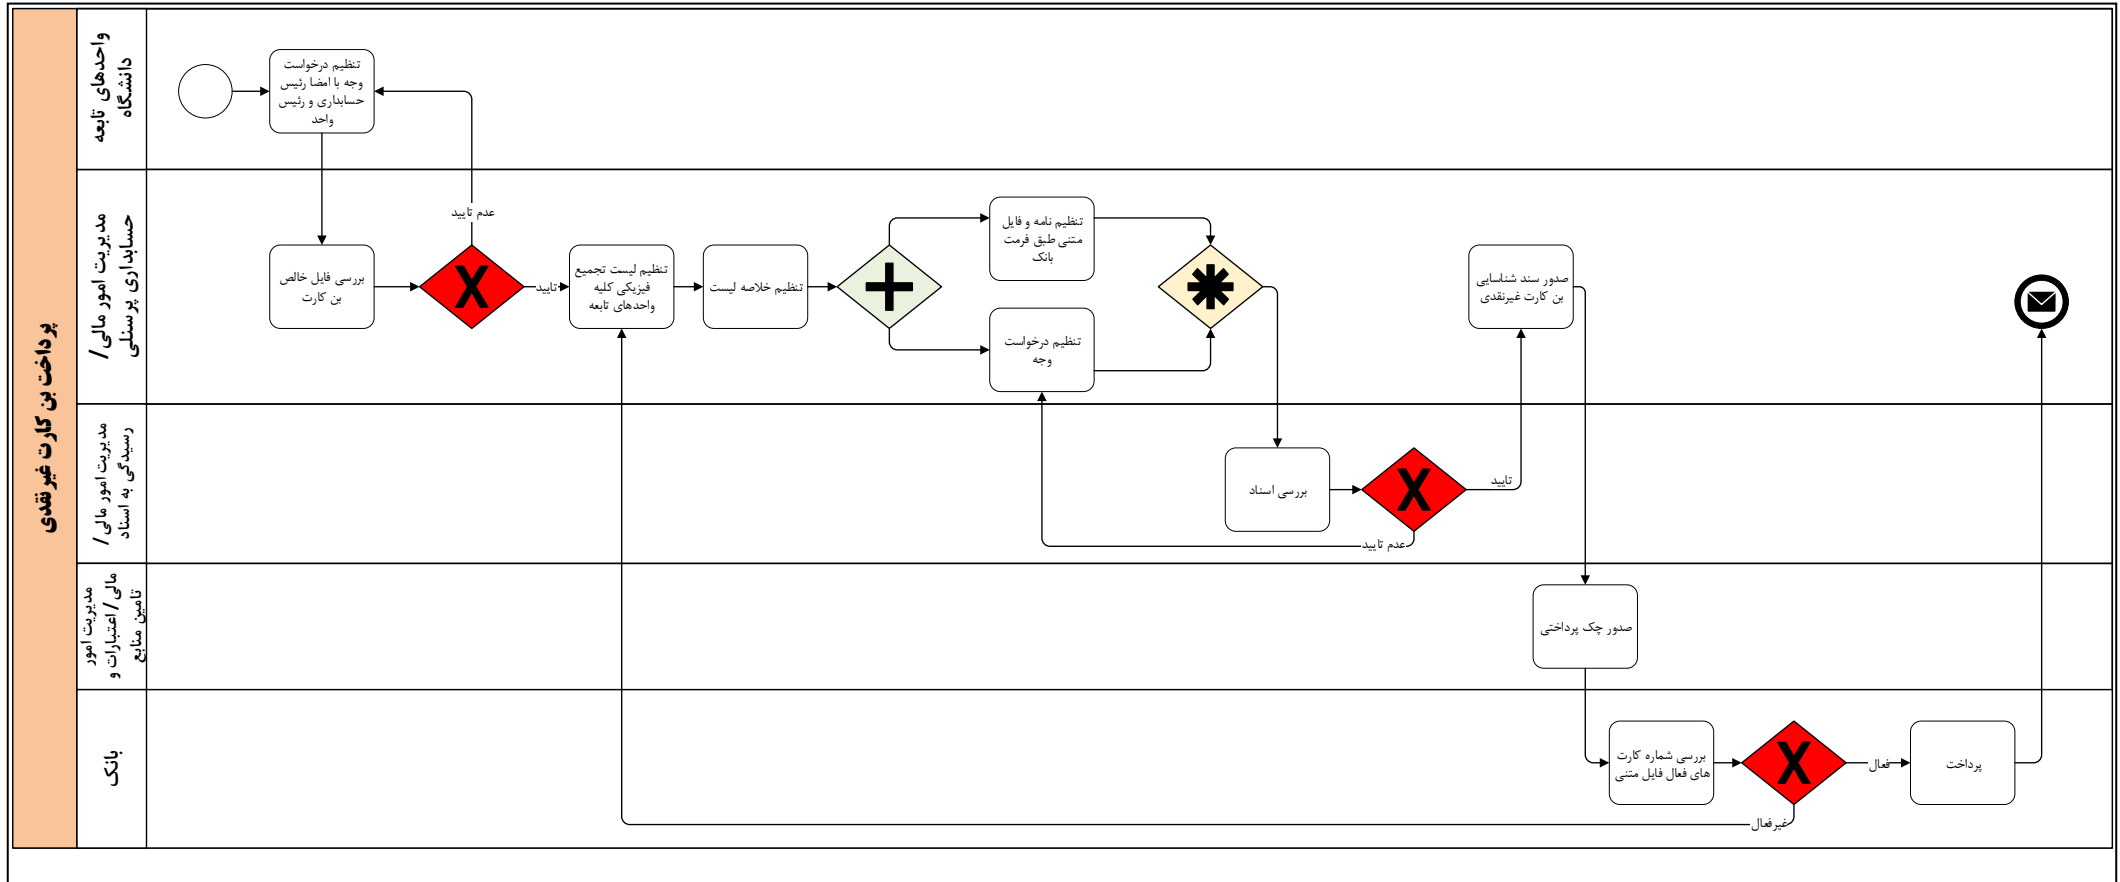 پرداخت بن کارت غیرنقدی
واحدهای تابعه
دانشگاه
تنظیم درخواست
وجه با امضا رئیس
حسابداری و رئیس
واحد
مدیریت امور مالی/
حسابداری پرسنلی
بررسی فایل خالص
بن کارت
عدم تایید
تایید
تنظیم لیست تجمیع
فیزیکی کلیه
واحدهای تابعه
تنظیم خلاصه لیست
تنظیم نامه و فایل
متنی طبق فرمت
بانک
تنظیم درخواست
وجه
صدور سند شناسایی
بن کارت غیرنقدی
مدیریت امور مالی/
رسیدگی به اسناد
بررسی اسناد
تایید
عدم تایید
مدیریت امور
مالی/اعتبارات و
تامین منابع
صدور چک پرداختی
بانک
بررسی شماره کارت
های فعال فایل متنی
فعال
غیرفعال
پرداخت